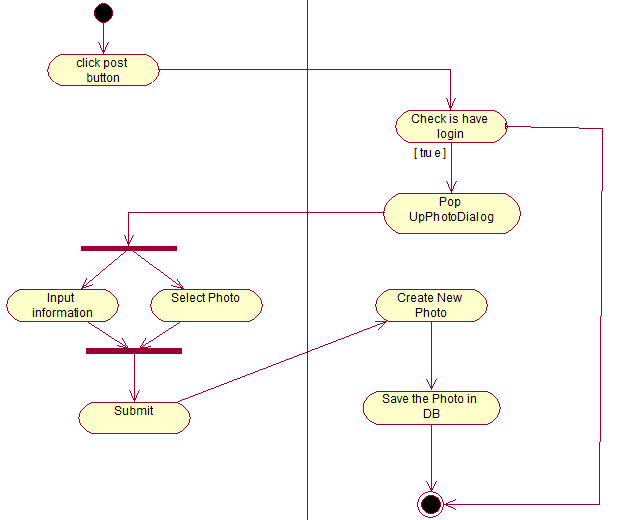 click post
button
Check is have
login
[ true ]
Pop
UpPhotoDialog
Input
information
Select Photo
Create New
Photo
Submit
Save the Photo in
DB